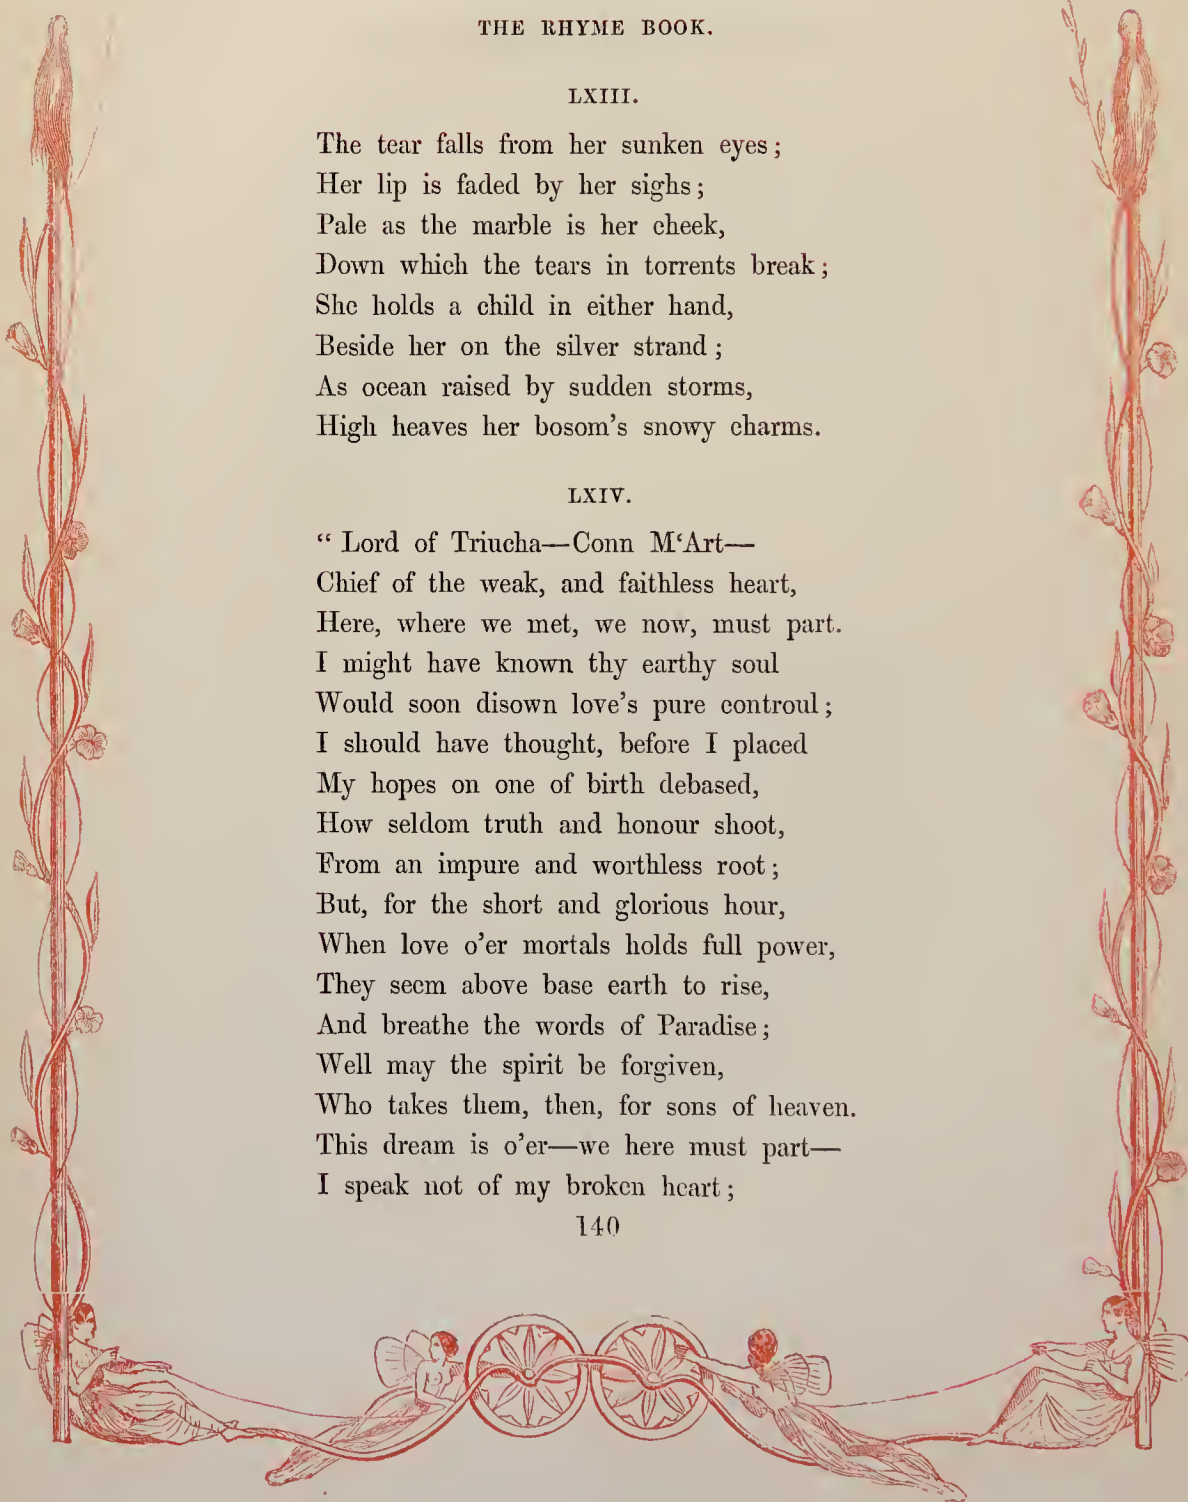 THE RHYME BOOK.
LXIII.
The tear falls from her sunken eyes;
Her lip is faded by her sighs;
Pale as the marble is her cheek,
Down which the tears in torrents break;
She holds a child in either hand,
Beside her on the silver strand;
As ocean raised by sudden storms,
High heaves her bosom's snowy charms.
LXIV.
“ Lord of Triucha—Conn M‘Art—
Chief of the weak, and faithless heart,
Here, where we met, we now, must part.
I might have known thy earthy soul
Would soon disown love's pure controul;
I should have thought, before I placed
My hopes on one of birth debased,
How seldom truth and honour shoot,
From an impure and worthless root;
But, for the short and glorious hour,
When love o'er mortals holds full power,
They seem above base earth to rise,
And breathe the words of Paradise;
Well may the spirit be forgiven,
Who takes them, then, for sons of heaven.
This dream is o'er—we here must part—
I speak not of my broken heart;
140